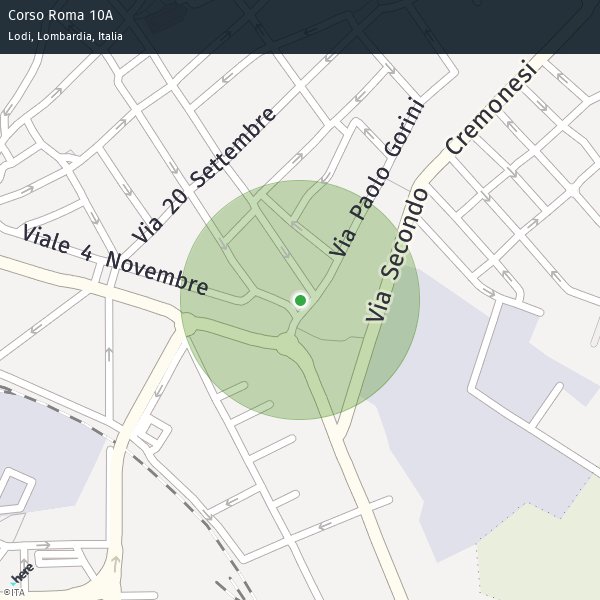 Corso Roma 10A
Lodi, Lombardia, Italia
Cremonesi
Via Paolo Gorini
Via 20 Settembre
Via Secondo
Viale 4 Novembre
here
©ITA